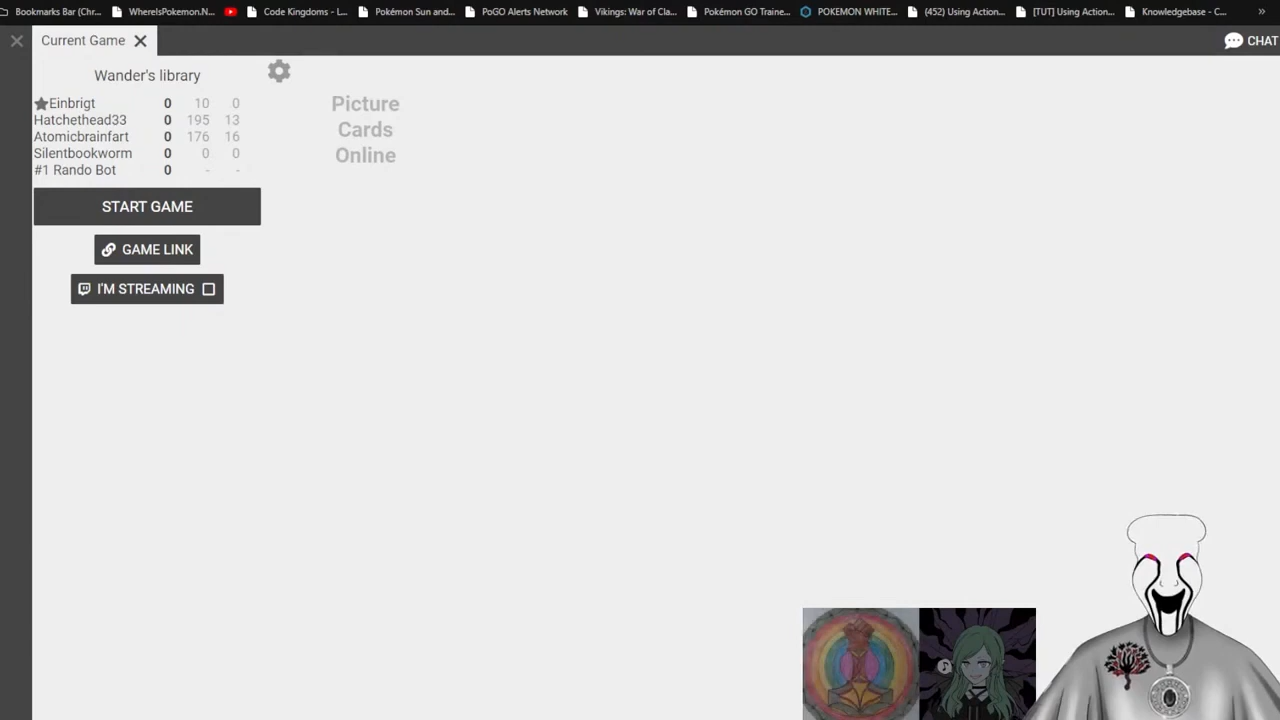 Bookmarks Bar (Chr... WhereIsPokemon.N... Code Kingdoms - L... Pokémon Sun and... PoGO Alerts Network Vikings: War of Cla... Pokémon GO Traine... POKEMON WHITE... (452) Using Action... [TUT] Using Action... Knowledgebase - C... »
Current Game CHAT
Wander's library
Einbrigt 0 10 0
Hatchethead33 0 195 13
Atomicbrainfart 0 176 16
Silentbookworm 0 0 0
#1 Rando Bot 0 - -
START GAME
GAME LINK
I'M STREAMING
Picture
Cards
Online